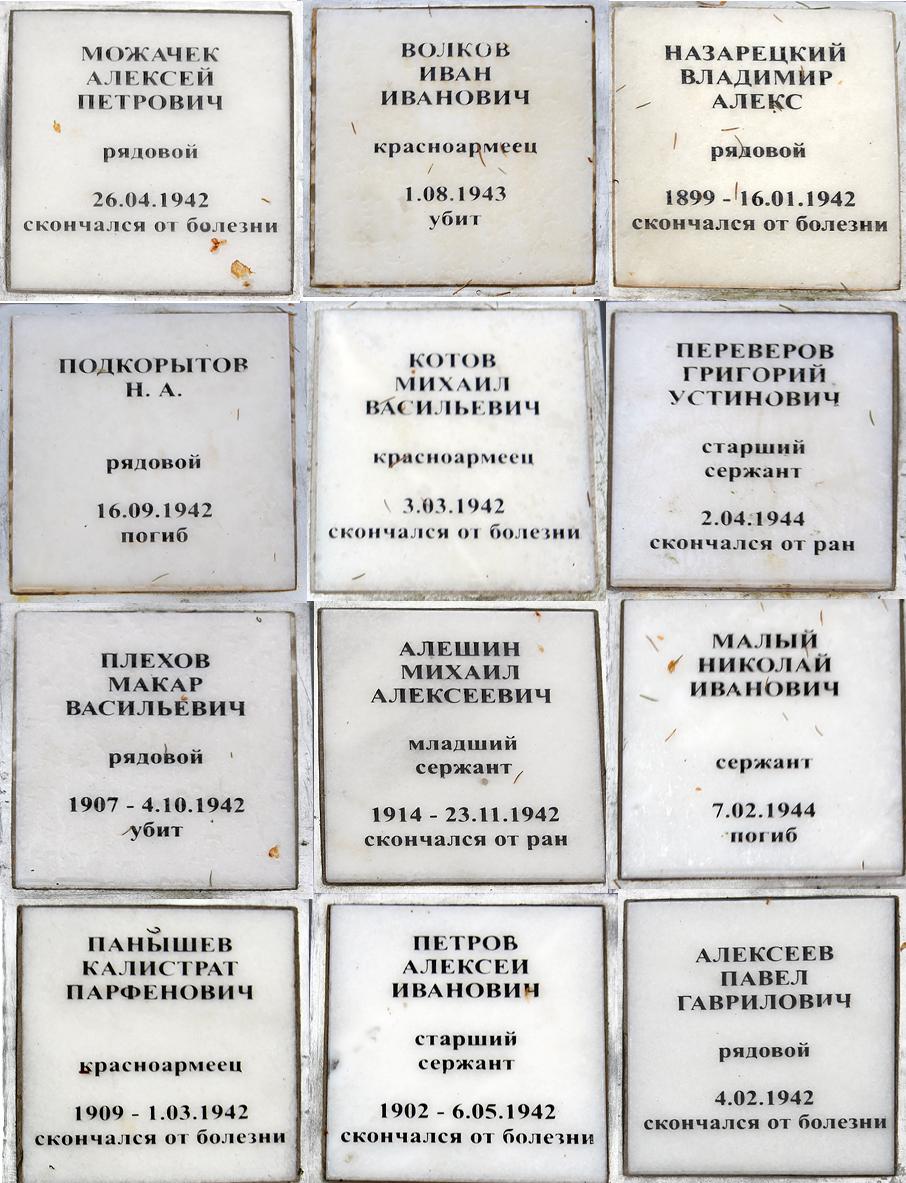 МОЖАЧЕК
АЛЕКСЕЙ
ПЕТРОВИЧ
рядовой
26.04.1942
скончался от болезни
ВОЛКОВ
ИВАН
ИВАНОВИЧ
красноармеец
1.08.1943
убит
НАЗАРЕЦКИЙ
ВЛАДИМИР
АЛЕКС
рядовой
1899 - 16.01.1942
скончался от болезни
ПОДКОРЫТОВ
Н. А.
рядовой
16.09.1942
погиб
КОТОВ
МИХАИЛ
ВАСИЛЬЕВИЧ
красноармеец
3.03.1942
скончался от болезни
ПЕРЕВЕРОВ
ГРИГОРИЙ
УСТИНОВИЧ
старший
сержант
2.04.1944
скончался от ран
ПЛЕХОВ
МАКАР
ВАСИЛЬЕВИЧ
рядовой
1907 - 4.10.1942
убит
АЛЕШИН
МИХАИЛ
АЛЕКСЕЕВИЧ
младший
сержант
1914 - 23.11.1942
скончался от ран
МАЛЫЙ
НИКОЛАЙ
ИВАНОВИЧ
сержант
7.02.1944
погиб
ПАНЫШЕВ
КАЛИСТРАТ
ПАРФЕНОВИЧ
красноармеец
1909 - 1.03.1942
скончался от болезни
ПЕТРОВ
АЛЕКСЕИ
ИВАНОВИЧ
старший
сержант
1902 - 6.05.1942
скончался от болезни
АЛЕКСЕЕВ
ПАВЕЛ
ГАВРИЛОВИЧ
рядовой
4.02.1942
скончался от болезни